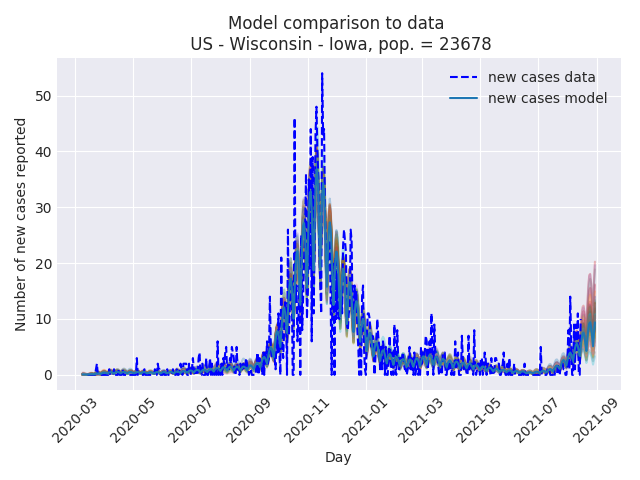 Model comparison to data
US - Wisconsin - Iowa, pop. = 23678
new cases data
new cases model
Number of new cases reported
50
40
30
20
10
0
2020-03
2020-05
2020-07
2020-09
2020-11
2021-01
2021-03
2021-05
2021-07
2021-09
Day